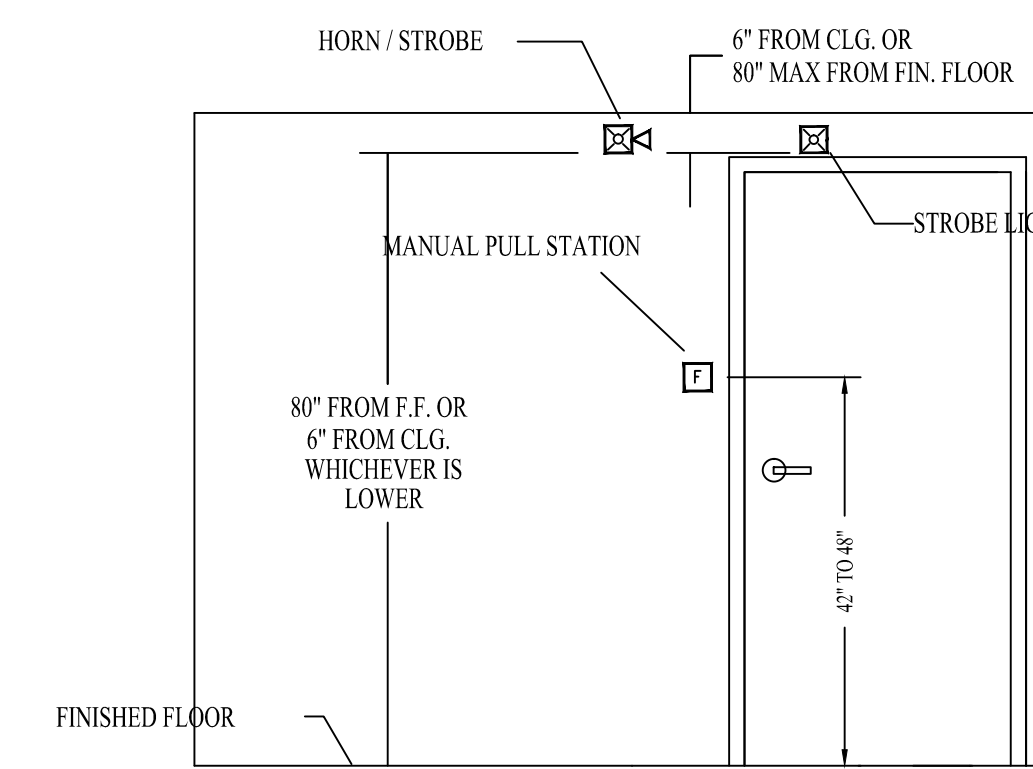 HORN / STROBE
6" FROM CLG. OR
80" MAX FROM FIN. FLOOR
STROBE
MANUAL PULL STATION
F
80" FROM F.F. OR
6" FROM CLG.
WHICHEVER IS
LOWER
42" TO 48"
FINISHED FLOOR